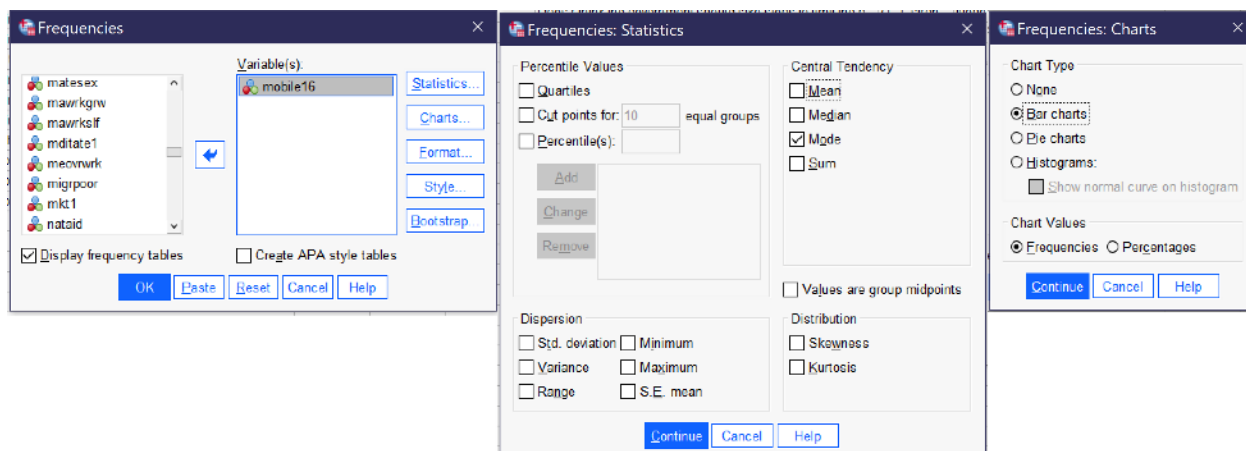 Frequencies
matesex
mawrkgrw
mawrkslf
mditate1
meovrwrk
migrpoor
mkt1
nataid
Variable(s):
mobile16
Statistics...
Charts...
Format...
Style...
Bootstrap...
Display frequency tables
Create APA style tables
OK Paste Reset Cancel Help
Frequencies: Statistics
Percentile Values
Quartiles
Cut points for: 10 equal groups
Percentile(s):
Add
Change
Remove
Central Tendency
Mean
Median
Mode
Sum
Values are group midpoints
Dispersion
Std. deviation Minimum
Variance Maximum
Range S.E. mean
Distribution
Skewness
Kurtosis
Continue Cancel Help
Frequencies: Charts
Chart Type
None
Bar charts
Pie charts
Histograms:
Show normal curve on histogram
Chart Values
Frequencies Percentages
Continue Cancel Help